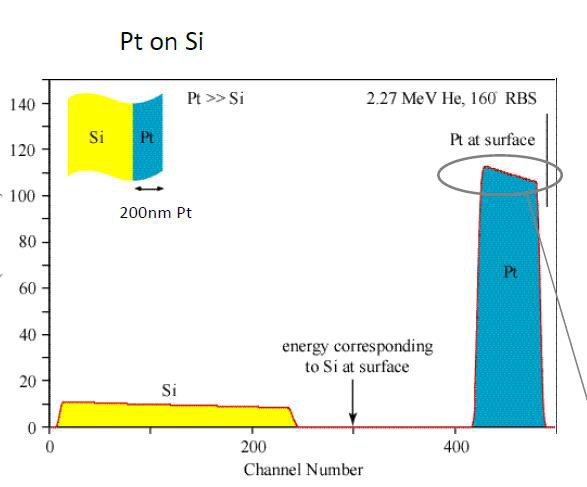 Pt on Si
Pt >> Si
2.27 MeV He, 160° RBS
Si
Pt
Pt at surface
200nm Pt
140
120
100
80
60
40
20
0
Pt
energy corresponding
to Si at surface
Si
0
200
400
Channel Number